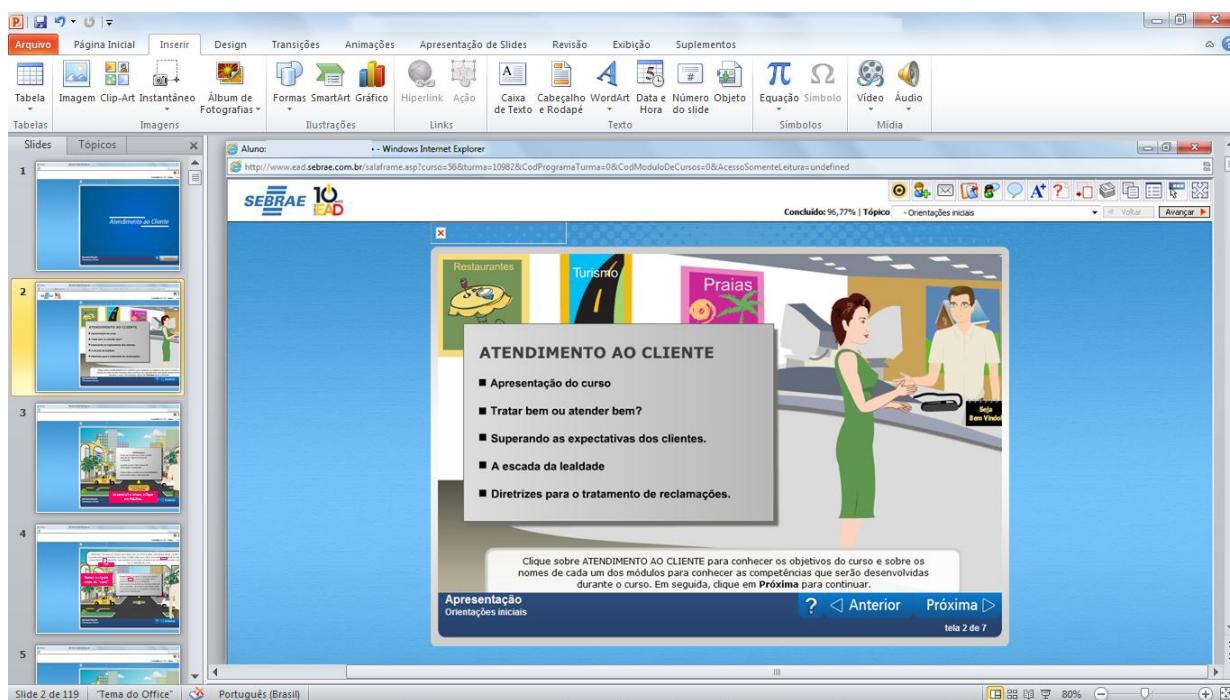 Arquivo Página Inicial Inserir Design Transições Animações Apresentação de Slides Revisão Exibição Suplementos
Tabela Imagem Clip-Art Instantâneo Álbum de Fotografias Formas SmartArt Gráfico Hiperlink Ação Caixa de Texto Cabeçalho e Rodapé WordArt Data e Hora Número do slide Objeto Equação Símbolo Vídeo Áudio
Tabelas Imagens Ilustrações Links Texto Símbolos Mídia
Slides Tópicos
1
Atendimento ao Cliente
2
3
4
5
Aluno: - Windows Internet Explorer
http://www.ead.sebrae.com.br/salaframe.asp?curso=56&turma=10982&CodProgramaTurma=0&CodModuloDeCursos=0&AcessoSomenteLeitura=undefined
SEBRAE 10 EAD
Concluído: 96,77% | Tópico - Orientações iniciais Voltar Avançar
Restaurantes
Turismo
Praias
ATENDIMENTO AO CLIENTE
Apresentação do curso
Tratar bem ou atender bem?
Superando as expectativas dos clientes.
A escada da lealdade
Diretrizes para o tratamento de reclamações.
Seja
Bem Vindo!
Clique sobre ATENDIMENTO AO CLIENTE para conhecer os objetivos do curso e sobre os
nomes de cada um dos módulos para conhecer as competências que serão desenvolvidas
durante o curso. Em seguida, clique em Próxima para continuar.
Apresentação
Orientações iniciais
? Anterior Próxima
tela 2 de 7
Slide 2 de 119 "Tema do Office" Português (Brasil) 80%